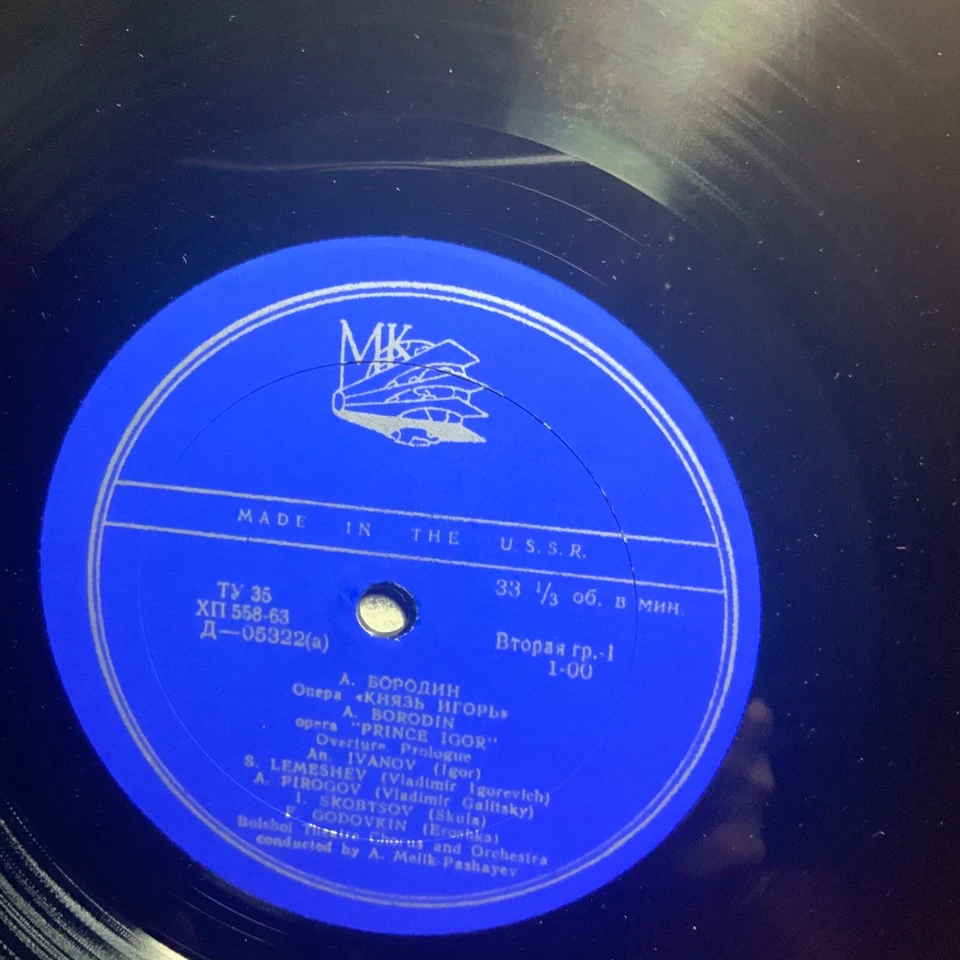 МК
MADE IN THE U.S.S.R.
ТУ 35
ХП 558-63
Д—05322(а)
33 1/3 об. в мин.
Вторая гр.-1
1-00
А. БОРОДИН
Опера «КНЯЗЬ ИГОРЬ»
A. BORODIN
opera "PRINCE IGOR"
Overture Prologue
An. IVANOV (Igor)
S. LEMESHEV (Vladimir Igorevich)
A. PIROGOV (Vladimir Galitsky)
I. SKOBTSOV (Skula)
F. GODOVKIN (Eroshka)
Bolshoi Theatre Chorus and Orchestra
conducted by A. Melik-Pashayev